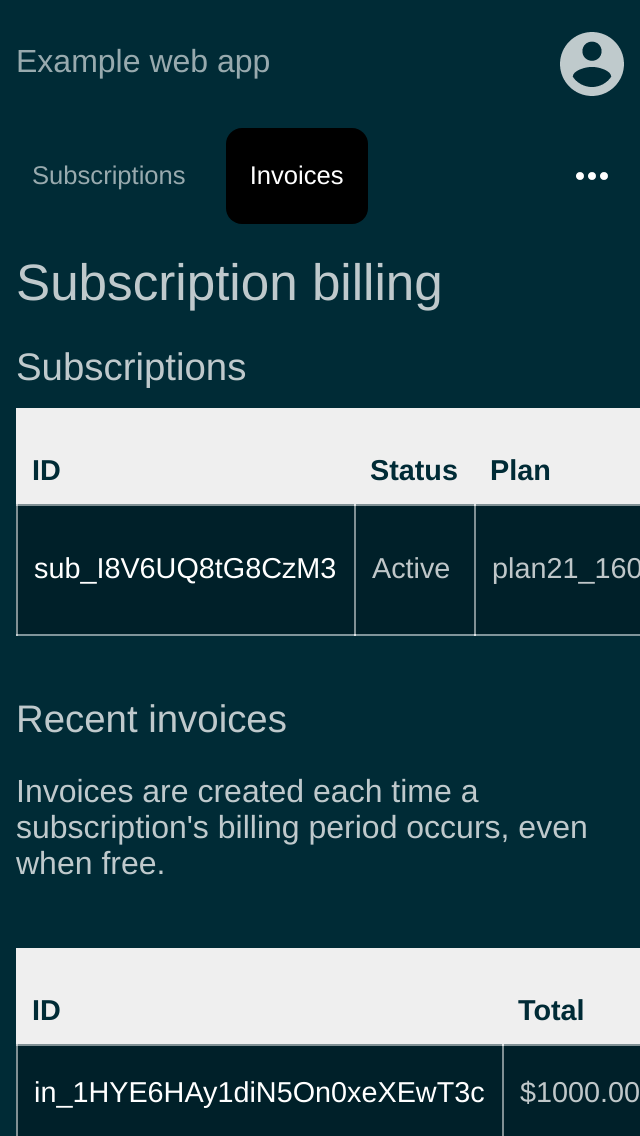 Example web app
Subscriptions Invoices
Subscription billing
Subscriptions
ID Status Plan
sub_I8V6UQ8tG8CzM3 Active plan21_160
Recent invoices
Invoices are created each time a
subscription's billing period occurs, even
when free.
ID Total
in_1HYE6HAy1diN5On0xeXEwT3c $1000.00